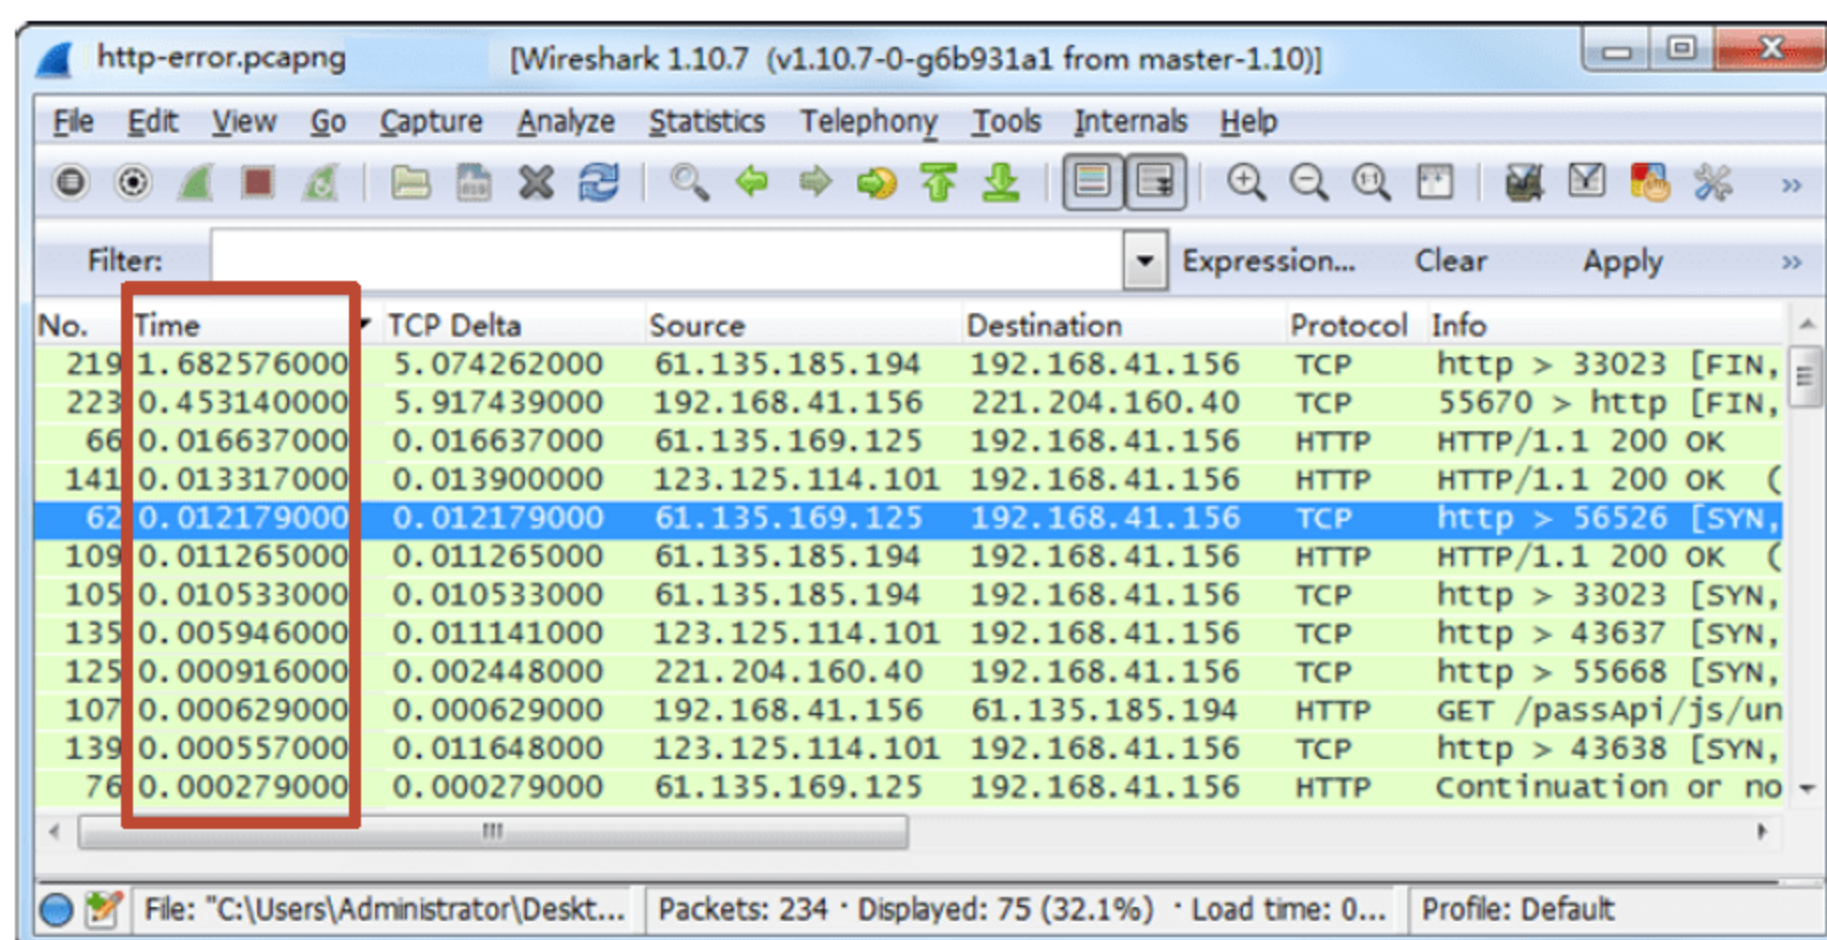 http-error.pcapng [Wireshark 1.10.7 (v1.10.7-0-g6b931a1 from master-1.10)]
File Edit View Go Capture Analyze Statistics Telephony Tools Internals Help
Filter: Expression... Clear Apply
No. Time TCP Delta Source Destination Protocol Info
219 1.682576000 5.074262000 61.135.185.194 192.168.41.156 TCP http > 33023 [FIN,
223 0.453140000 5.917439000 192.168.41.156 221.204.160.40 TCP 55670 > http [FIN,
66 0.016637000 0.016637000 61.135.169.125 192.168.41.156 HTTP HTTP/1.1 200 OK
141 0.013317000 0.013900000 123.125.114.101 192.168.41.156 HTTP HTTP/1.1 200 OK (
62 0.012179000 0.012179000 61.135.169.125 192.168.41.156 TCP http > 56526 [SYN,
109 0.011265000 0.011265000 61.135.185.194 192.168.41.156 HTTP HTTP/1.1 200 OK (
105 0.010533000 0.010533000 61.135.185.194 192.168.41.156 TCP http > 33023 [SYN,
135 0.005946000 0.011141000 123.125.114.101 192.168.41.156 TCP http > 43637 [SYN,
125 0.000916000 0.002448000 221.204.160.40 192.168.41.156 TCP http > 55668 [SYN,
107 0.000629000 0.000629000 192.168.41.156 61.135.185.194 HTTP GET /passApi/js/un
139 0.000557000 0.011648000 123.125.114.101 192.168.41.156 TCP http > 43638 [SYN,
76 0.000279000 0.000279000 61.135.169.125 192.168.41.156 HTTP Continuation or no
File: "C:\Users\Administrator\Deskt... Packets: 234 · Displayed: 75 (32.1%) · Load time: 0... Profile: Default